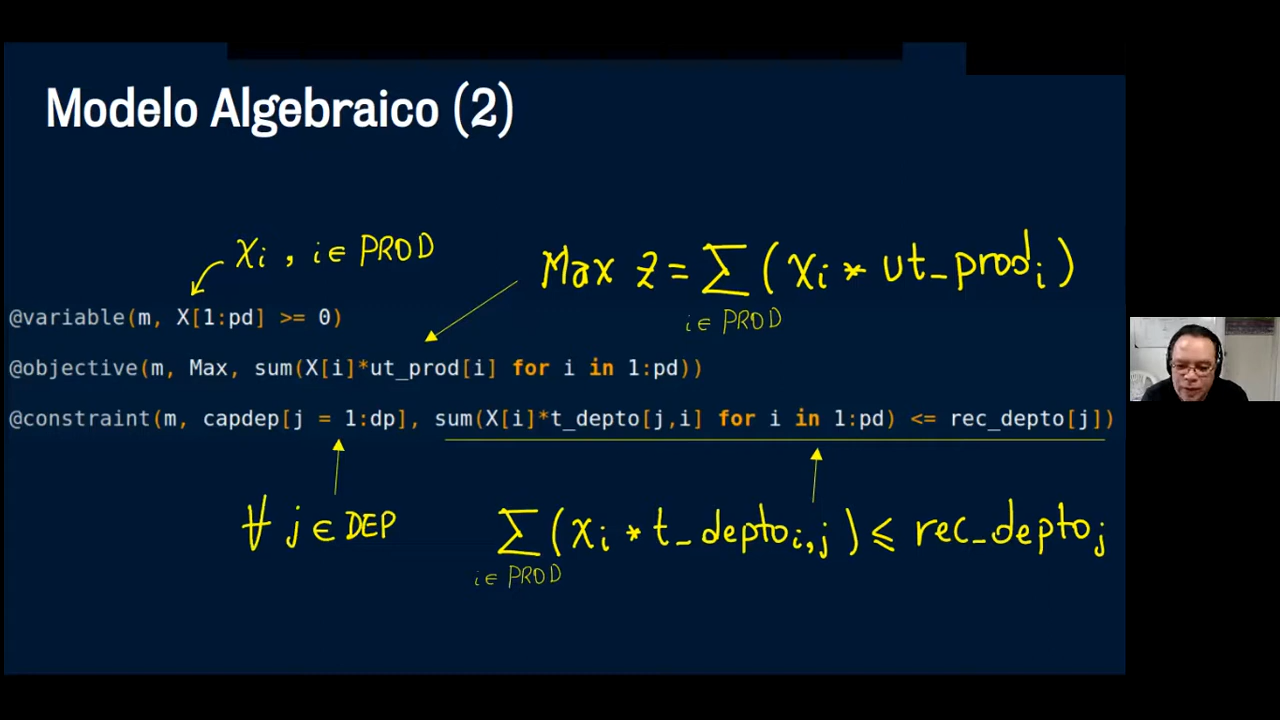 Modelo Algebraico (2)
Xi , i ∈ PROD
Max Z = ∑ (Xi * ut_prodi)
i ∈ PROD
@variable(m, X[1:pd] >= 0)
@objective(m, Max, sum(X[i]*ut_prod[i] for i in 1:pd))
@constraint(m, capdep[j = 1:dp], sum(X[i]*t_depto[j,i] for i in 1:pd) <= rec_depto[j])
∀ j ∈ DEP
∑ (Xi * t_deptoi,j) ≤ rec_deptoj
i ∈ PROD